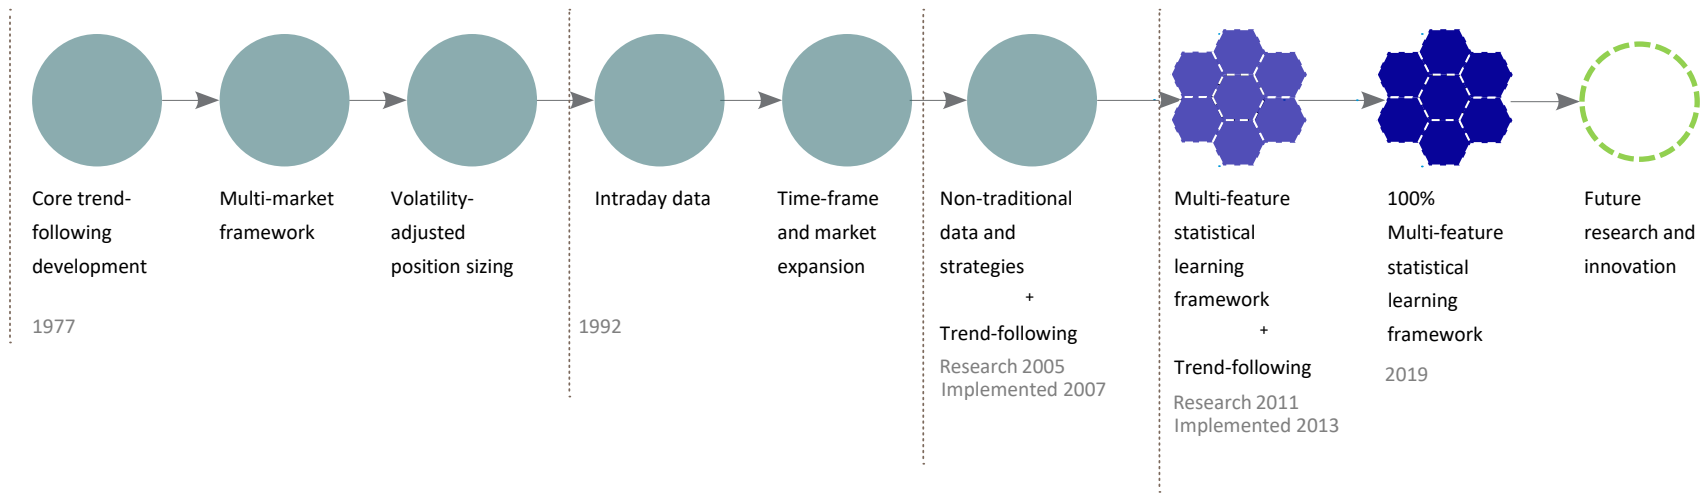 Core trend-
following
development
1977
Multi-market
framework
Volatility-
adjusted
position sizing
Intraday data
1992
Time-frame
and market
expansion
Non-traditional
data and
strategies
+
Trend-following
Research 2005
Implemented 2007
Multi-feature
statistical
learning
framework
+
Trend-following
Research 2011
Implemented 2013
100%
Multi-feature
statistical
learning
framework
2019
Future
research and
innovation